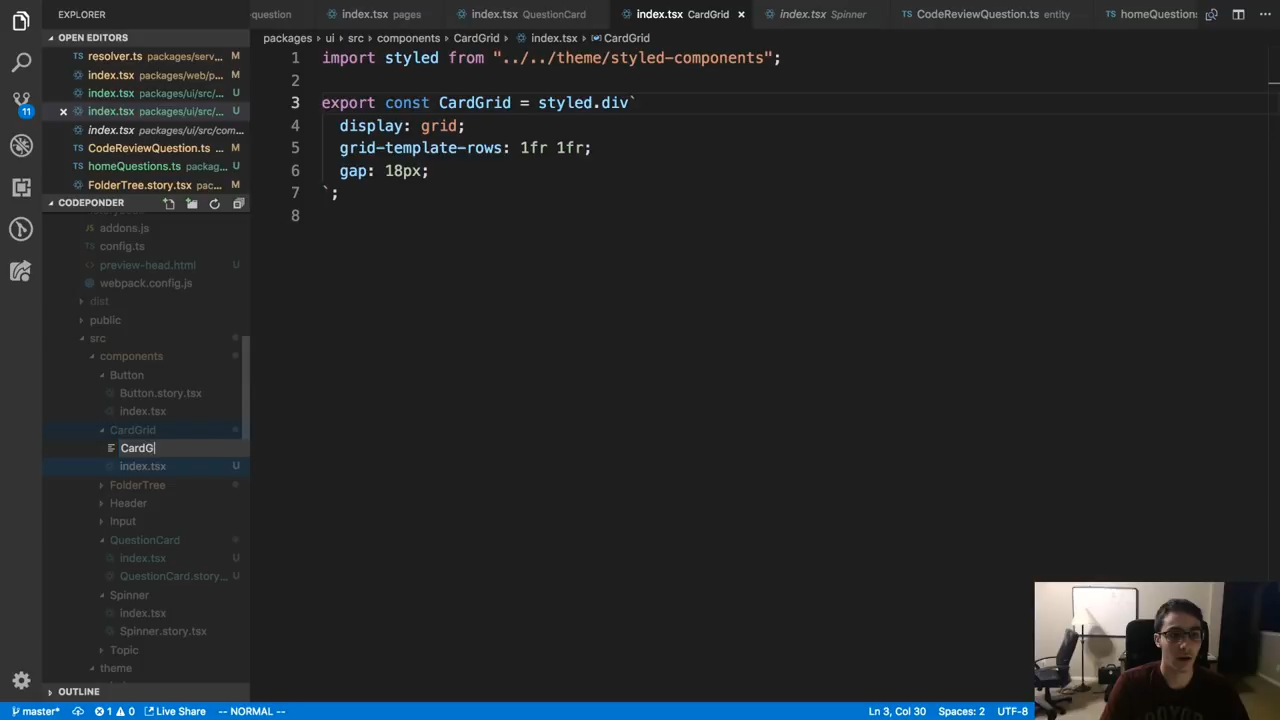 EXPLORER
question
index.tsx pages
index.tsx QuestionCard
index.tsx CardGrid ×
index.tsx Spinner
CodeReviewQuestion.ts entity
homeQuestions
OPEN EDITORS
resolver.ts packages/serv... M
index.tsx packages/web/p... M
index.tsx packages/ui/src/... U
index.tsx packages/ui/src/... U
index.tsx packages/ui/src/com...
CodeReviewQuestion.ts ... M
homeQuestions.ts packag... U
FolderTree.story.tsx pac... M
CODEPONDER
addons.js
config.ts
preview-head.html U
webpack.config.js
dist
public
src
components
Button
Button.story.tsx
index.tsx
CardGrid
CardG
index.tsx U
FolderTree
Header
Input
QuestionCard
index.tsx U
QuestionCard.story... U
Spinner
index.tsx
Spinner.story.tsx
Topic
theme
OUTLINE
packages › ui › src › components › CardGrid › index.tsx › CardGrid
1 import styled from "../../theme/styled-components";
2
3 export const CardGrid = styled.div`
4 display: grid;
5 grid-template-rows: 1fr 1fr;
6 gap: 18px;
7 `;
8
11
master* 1 0 Live Share -- NORMAL -- Ln 3, Col 30 Spaces: 2 UTF-8